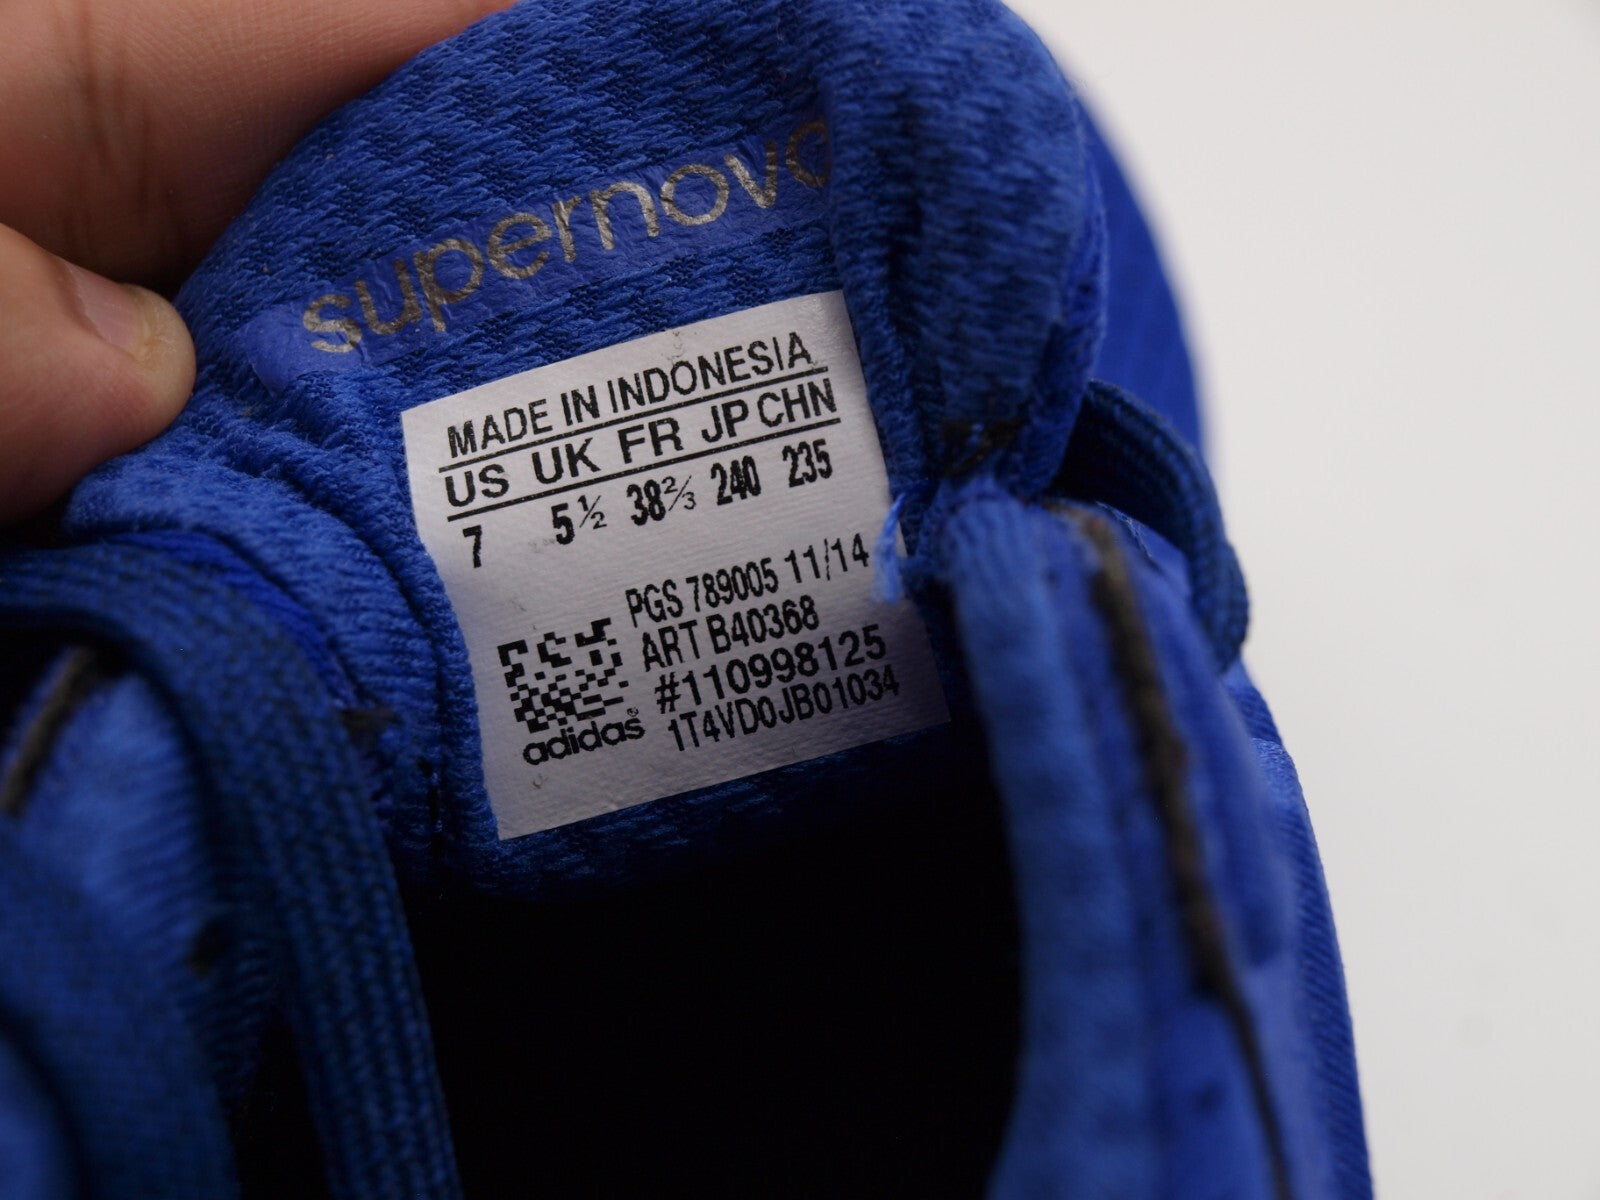 supernova
MADE IN INDONESIA
US UK FR JP CHN
7 5½ 38⅔ 240 235
PGS 789005 11/14
ART B40368
#110998125
1T4VD0JB01034
adidas®